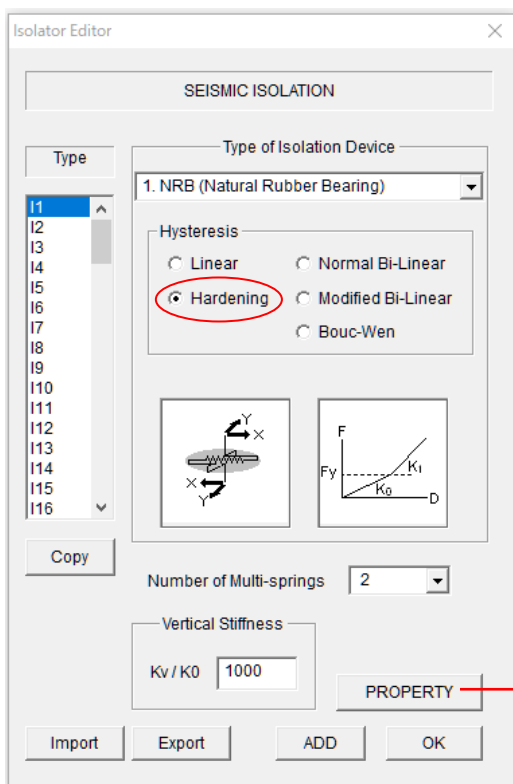 Isolator Editor
SEISMIC ISOLATION
Type
I1
I2
I3
I4
I5
I6
I7
I8
I9
I10
I11
I12
I13
I14
I15
I16
Copy
Type of Isolation Device
1. NRB (Natural Rubber Bearing)
Hysteresis
Linear
Normal Bi-Linear
Hardening
Modified Bi-Linear
Bouc-Wen
Y
X
X
Y
F
Fy
K1
K0
D
Number of Multi-springs
2
Vertical Stiffness
Kv / K0
1000
PROPERTY
Import
Export
ADD
OK